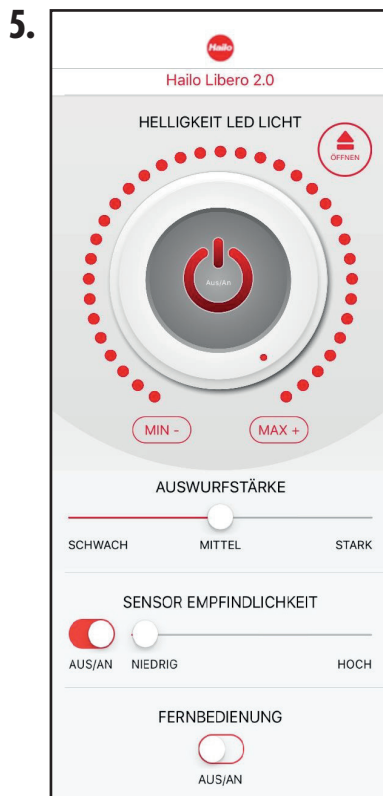 5.
Hailo
Hailo Libero 2.0
HELLIGKEIT LED LICHT
ÖFFNEN
Aus/An
MIN - MAX +
AUSWURFSTÄRKE
SCHWACH MITTEL STARK
SENSOR EMPFINDLICHKEIT
AUS/AN NIEDRIG HOCH
FERNBEDIENUNG
AUS/AN